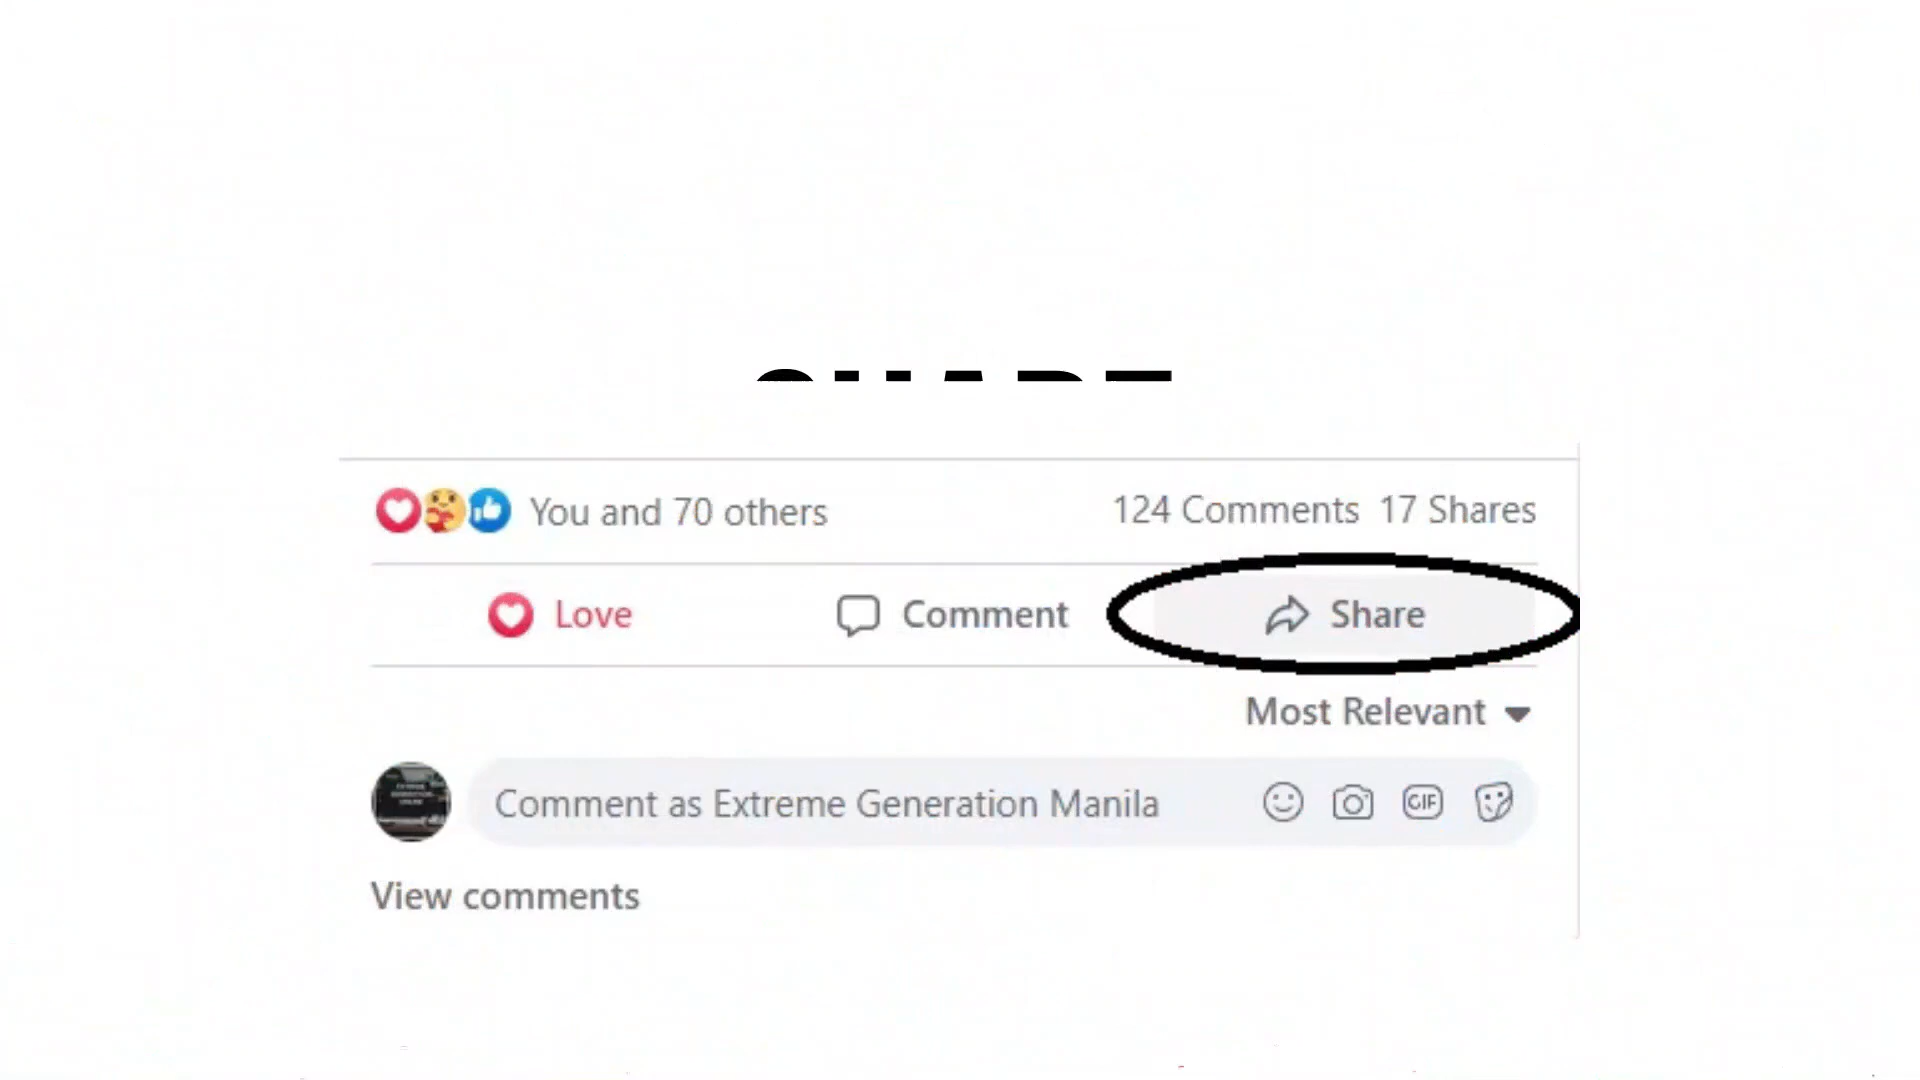 SHARE
You and 70 others 124 Comments 17 Shares
Love Comment Share
Most Relevant
Comment as Extreme Generation Manila GIF
View comments